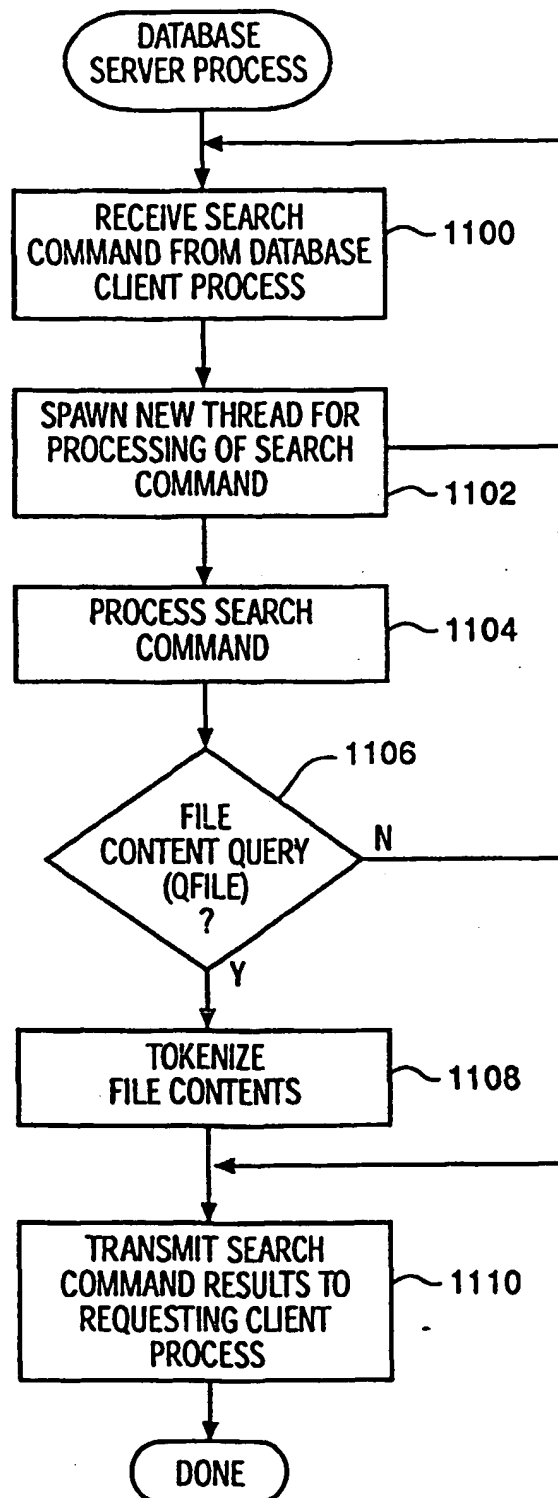 DATABASE
SERVER PROCESS
RECEIVE SEARCH
COMMAND FROM DATABASE
CLIENT PROCESS
1100
SPAWN NEW THREAD FOR
PROCESSING OF SEARCH
COMMAND
1102
PROCESS SEARCH
COMMAND
1104
1106
FILE
CONTENT QUERY
(QFILE)
?
N
Y
TOKENIZE
FILE CONTENTS
1108
TRANSMIT SEARCH
COMMAND RESULTS TO
REQUESTING CLIENT
PROCESS
1110
DONE